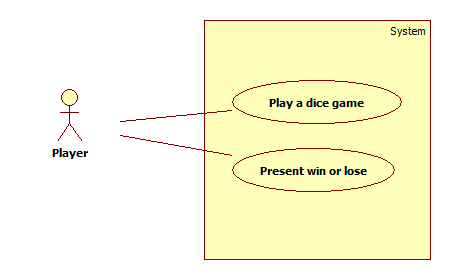 System
Play a dice game
Player
Present win or lose